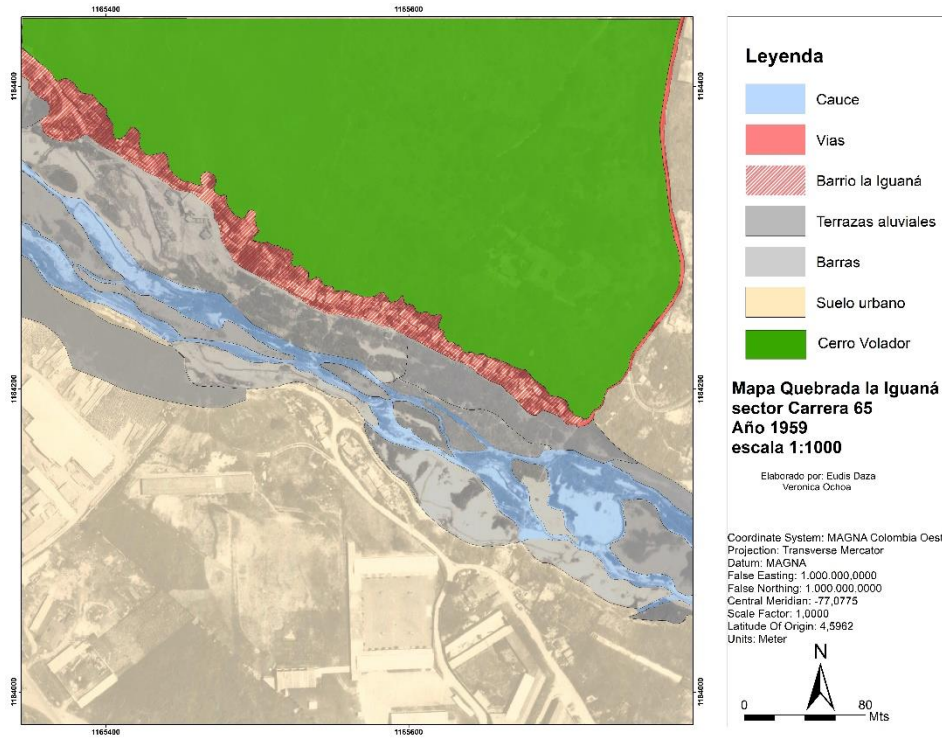 1165400
1155600
1184400
1184400
1184200
1184200
1184000
1184000
1165400
1155600
Leyenda
Cauce
Vias
Barrio la Iguaná
Terrazas aluviales
Barras
Suelo urbano
Cerro Volador
Mapa Quebrada la Iguaná
sector Carrera 65
Año 1959
escala 1:1000
Elaborado por: Eudis Daza
Veronica Ochoa
Coordinate System: MAGNA Colombia Oest
Projection: Transverse Mercator
Datum: MAGNA
False Easting: 1.000.000,0000
False Northing: 1.000.000,0000
Central Meridian: -77,0775
Scale Factor: 1,0000
Latitude Of Origin: 4,5962
Units: Meter
N
0 80
Mts